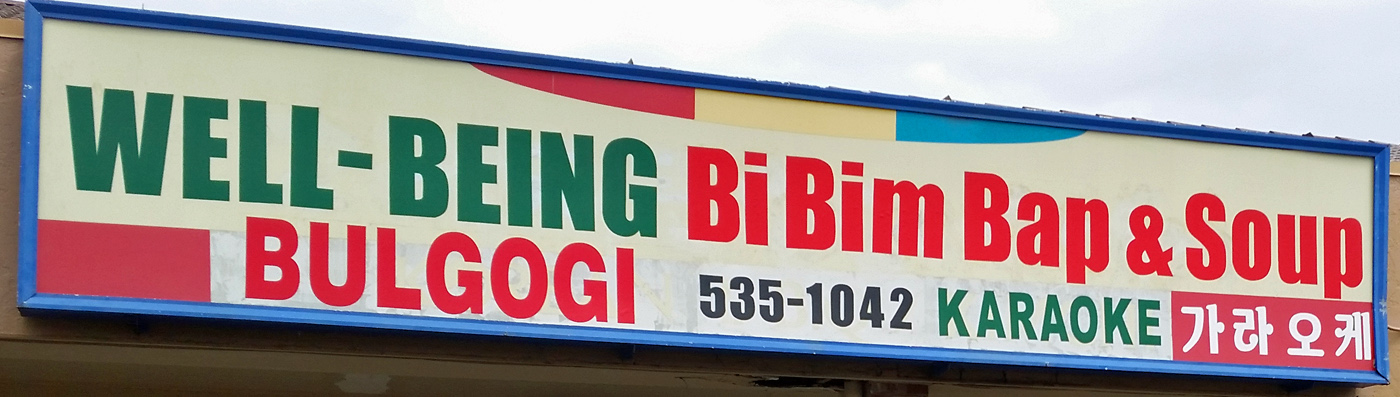 WELL-BEING Bi Bim Bap & Soup
BULGOGI 535-1042 KARAOKE 가라오케